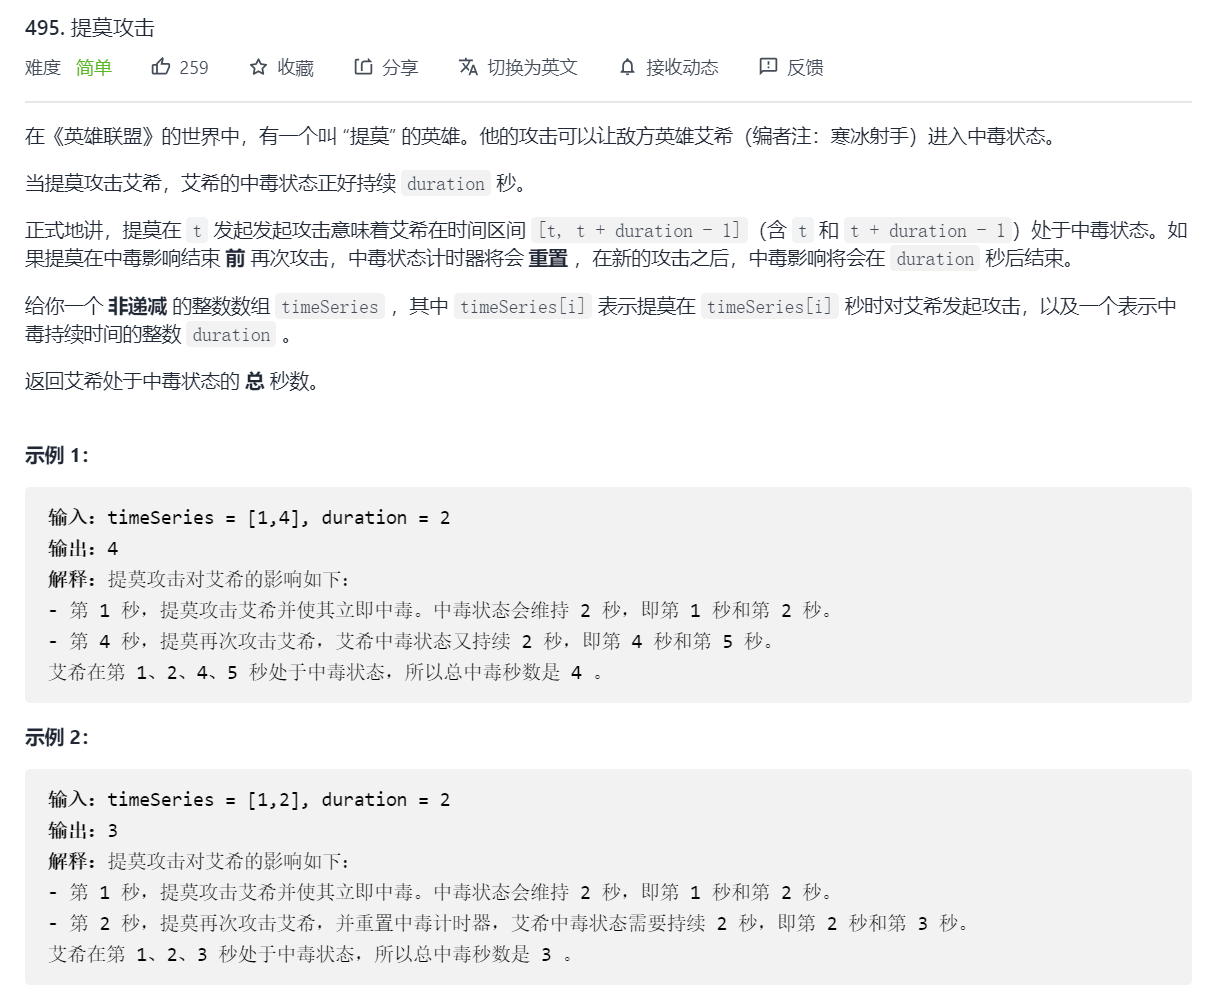 495. 提莫攻击
难度 简单 259 收藏 分享 切换为英文 接收动态 反馈
在《英雄联盟》的世界中，有一个叫 “提莫” 的英雄。他的攻击可以让敌方英雄艾希（编者注：寒冰射手）进入中毒状态。
当提莫攻击艾希，艾希的中毒状态正好持续 duration 秒。
正式地讲，提莫在 t 发起发起攻击意味着艾希在时间区间 [t, t + duration - 1]（含 t 和 t + duration - 1）处于中毒状态。如
果提莫在中毒影响结束 前 再次攻击，中毒状态计时器将会 重置 ，在新的攻击之后，中毒影响将会在 duration 秒后结束。
给你一个 非递减 的整数数组 timeSeries ，其中 timeSeries[i] 表示提莫在 timeSeries[i] 秒时对艾希发起攻击，以及一个表示中
毒持续时间的整数 duration 。
返回艾希处于中毒状态的 总 秒数。
示例 1：
输入：timeSeries = [1,4], duration = 2
输出：4
解释：提莫攻击对艾希的影响如下：
- 第 1 秒，提莫攻击艾希并使其立即中毒。中毒状态会维持 2 秒，即第 1 秒和第 2 秒。
- 第 4 秒，提莫再次攻击艾希，艾希中毒状态又持续 2 秒，即第 4 秒和第 5 秒。
艾希在第 1、2、4、5 秒处于中毒状态，所以总中毒秒数是 4 。
示例 2：
输入：timeSeries = [1,2], duration = 2
输出：3
解释：提莫攻击对艾希的影响如下：
- 第 1 秒，提莫攻击艾希并使其立即中毒。中毒状态会维持 2 秒，即第 1 秒和第 2 秒。
- 第 2 秒，提莫再次攻击艾希，并重置中毒计时器，艾希中毒状态需要持续 2 秒，即第 2 秒和第 3 秒。
艾希在第 1、2、3 秒处于中毒状态，所以总中毒秒数是 3 。